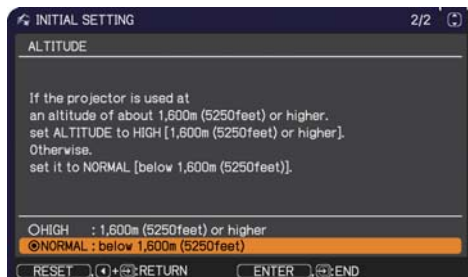 INITIAL SETTING 2/2
ALTITUDE
If the projector is used at
an altitude of about 1,600m (5250feet) or higher.
set ALTITUDE to HIGH [1,600m (5250feet) or higher].
Otherwise.
set it to NORMAL [below 1,600m (5250feet)].
HIGH : 1,600m (5250feet) or higher
NORMAL : below 1,600m (5250feet)
RESET , + :RETURN ENTER , :END